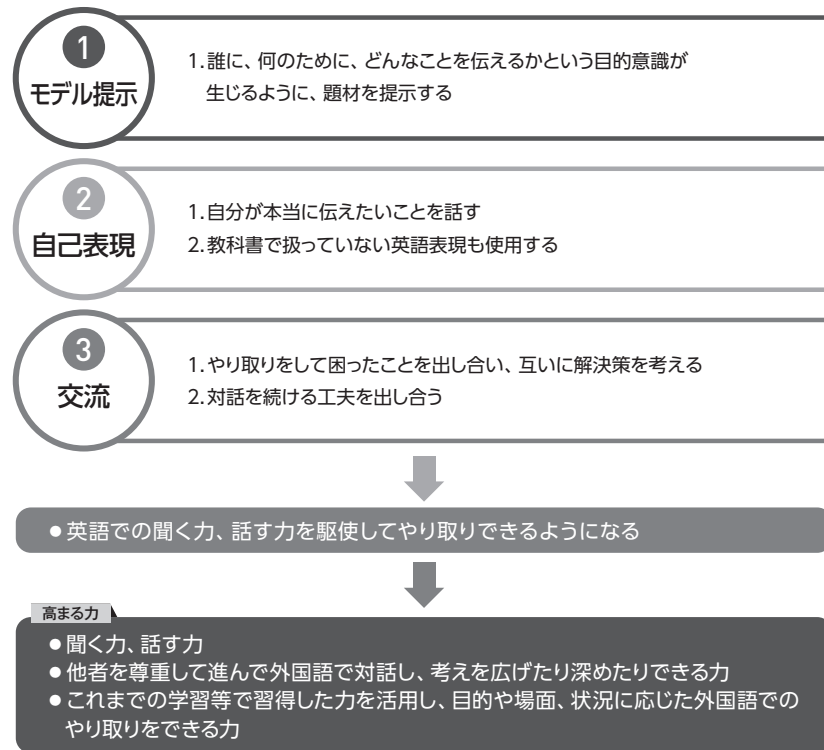 1
モデル提示
1.誰に、何のために、どんなことを伝えるかという目的意識が
生じるように、題材を提示する
2
自己表現
1.自分が本当に伝えたいことを話す
2.教科書で扱っていない英語表現も使用する
3
交流
1.やり取りをして困ったことを出し合い、互いに解決策を考える
2.対話を続ける工夫を出し合う
●英語での聞く力、話す力を駆使してやり取りできるようになる
高まる力
●聞く力、話す力
●他者を尊重して進んで外国語で対話し、考えを広げたり深めたりできる力
●これまでの学習等で習得した力を活用し、目的や場面、状況に応じた外国語での
やり取りをできる力